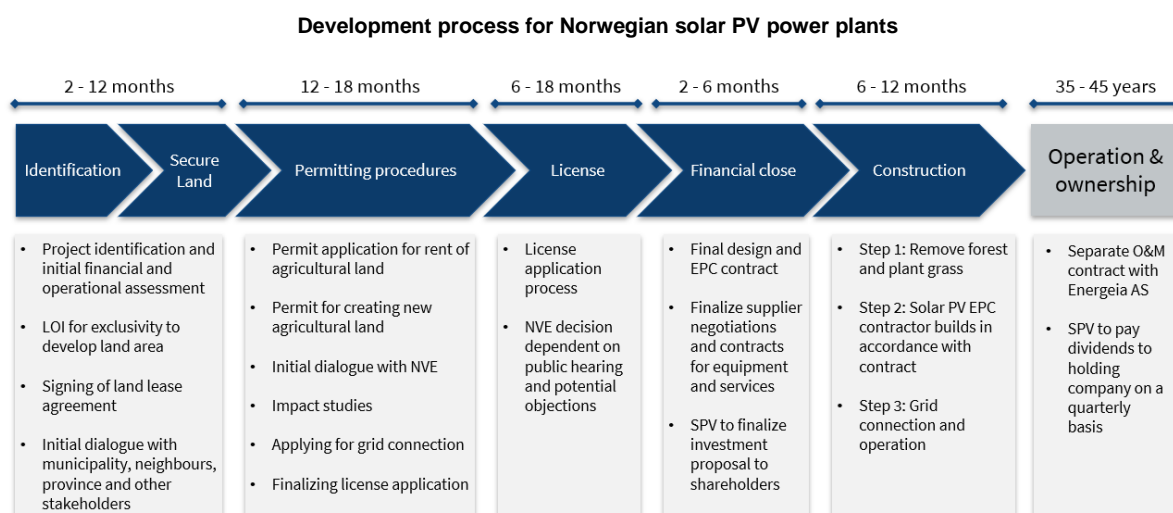 Development process for Norwegian solar PV power plants
2 - 12 months
12 - 18 months
6 - 18 months
2 - 6 months
6 - 12 months
35 - 45 years
Identification
Secure
Land
Permitting procedures
License
Financial close
Construction
Operation &
ownership
• Project identification and
initial financial and
operational assessment
• LOI for exclusivity to
develop land area
• Signing of land lease
agreement
• Initial dialogue with
municipality, neighbours,
province and other
stakeholders
• Permit application for rent of
agricultural land
• Permit for creating new
agricultural land
• Initial dialogue with NVE
• Impact studies
• Applying for grid connection
• Finalizing license application
• License
application
process
• NVE decision
dependent on
public hearing
and potential
objections
• Final design and
EPC contract
• Finalize supplier
negotiations
and contracts
for equipment
and services
• SPV to finalize
investment
proposal to
shareholders
• Step 1: Remove forest
and plant grass
• Step 2: Solar PV EPC
contractor builds in
accordance with
contract
• Step 3: Grid
connection and
operation
• Separate O&M
contract with
Energeia AS
• SPV to pay
dividends to
holding
company on a
quarterly
basis